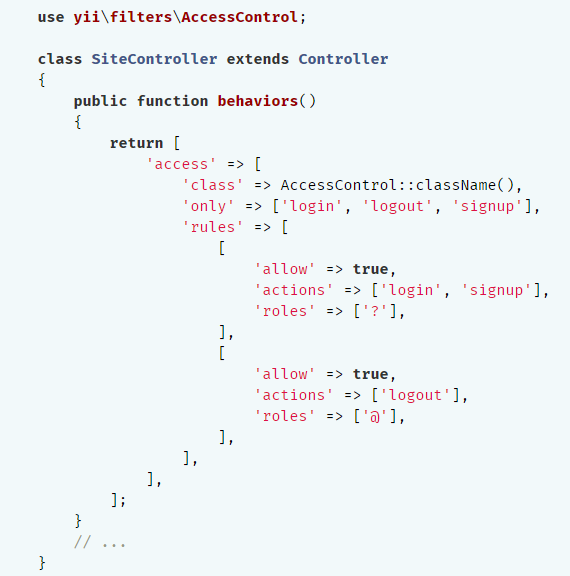 use yii\filters\AccessControl;

class SiteController extends Controller
{
    public function behaviors()
    {
        return [
            'access' => [
                'class' => AccessControl::className(),
                'only' => ['login', 'logout', 'signup'],
                'rules' => [
                    [
                        'allow' => true,
                        'actions' => ['login', 'signup'],
                        'roles' => ['?'],
                    ],
                    [
                        'allow' => true,
                        'actions' => ['logout'],
                        'roles' => ['@'],
                    ],
                ],
            ],
        ];
    }
    // ...
}